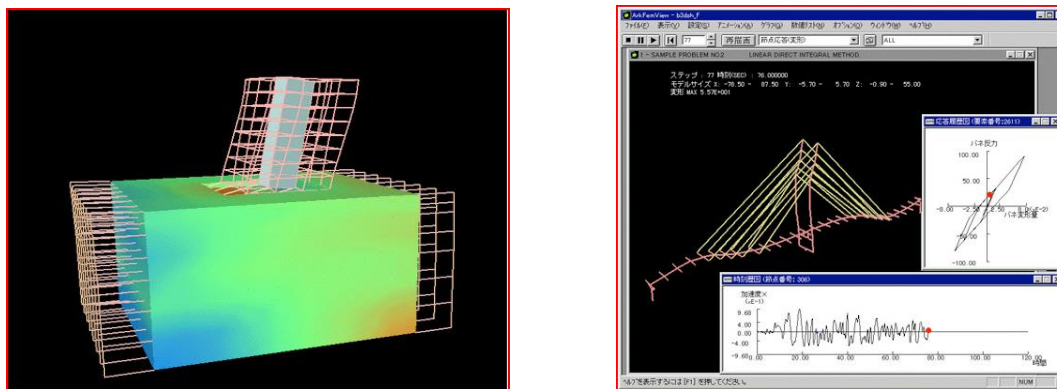 ArkFemView - b3dsh_F
ファイル(F) 表示(V) 設定(S) アニメーション(A) グラフ(G) 数値リスト(N) オプション(O) ウィンドウ(W) ヘルプ(H)
77 再描画 節点応答(変形) ALL
1 - SAMPLE PROBLEM NO.2 LINEAR DIRECT INTEGRAL METHOD
ステップ : 77 時刻(SEC) : 76.000000
モデルサイズ X: -78.50 - 87.50 Y: -5.70 - 5.70 Z: -0.90 - 55.00
変形 MAX 5.57E+001
応答履歴図 (要素番号:2611)
バネ反力
100.00
50.00
バネ変形量
-100.00
時刻歴図 (節点番号: 306)
加速度X
(xE-1)
9.60
4.00
0.00
-4.00
-9.60
0.00 20.00 40.00 60.00 80.00 100.00 120.00
時間
ヘルプを表示するには [F1] を押してください。 NUM